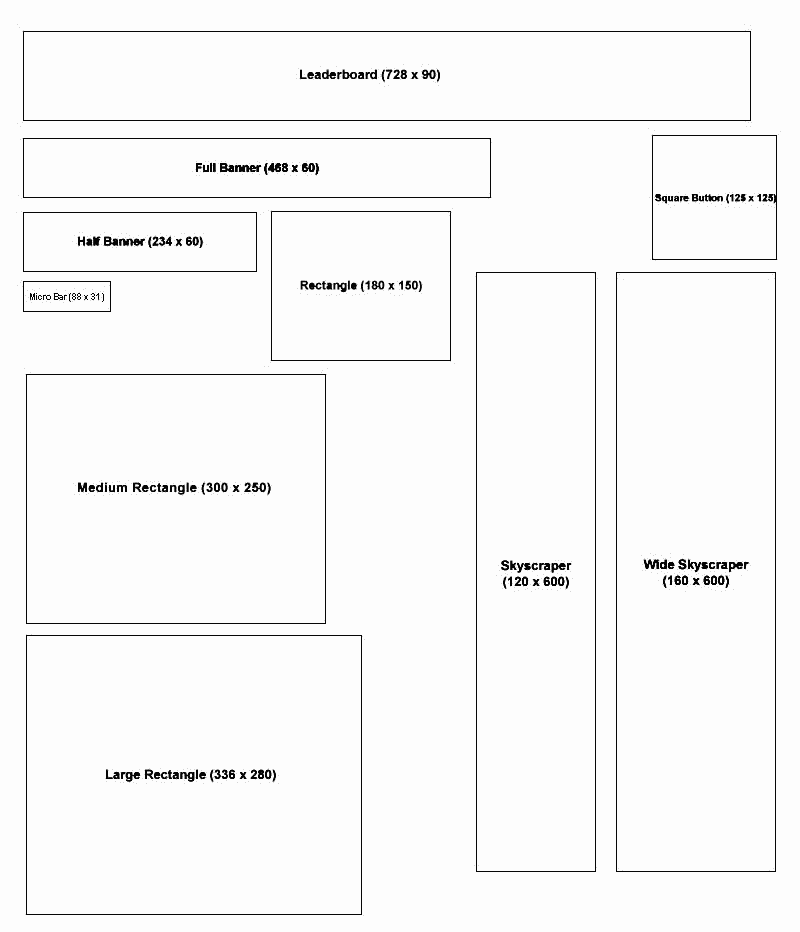 Leaderboard (728 x 90)
Full Banner (468 x 60)
Square Button (125 x 125)
Half Banner (234 x 60)
Rectangle (180 x 150)
Micro Bar (88 x 31)
Medium Rectangle (300 x 250)
Skyscraper
(120 x 600)
Wide Skyscraper
(160 x 600)
Large Rectangle (336 x 280)